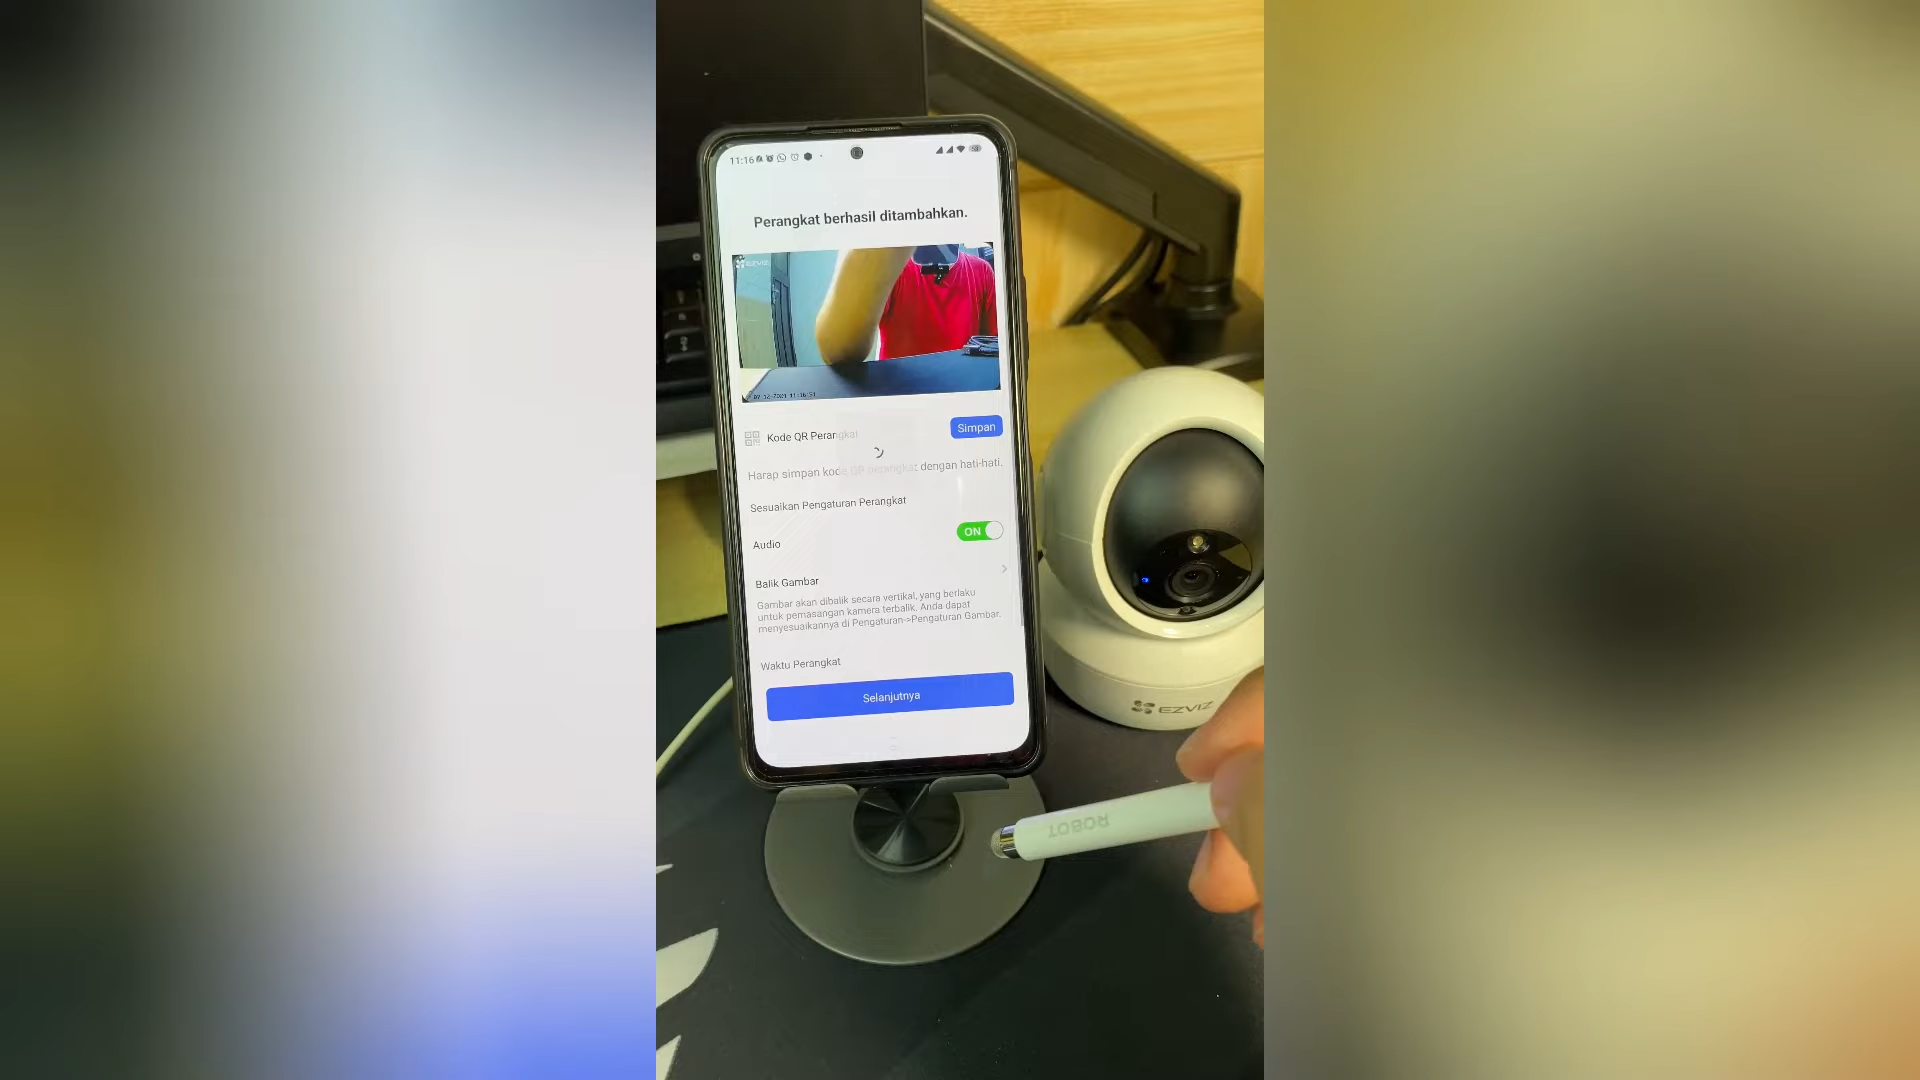 11:16
Perangkat berhasil ditambahkan.
EZVIZ
Kode QR Perangkat
Simpan
Harap simpan kode QR perangkat dengan hati-hati.
Sesuaikan Pengaturan Perangkat
Audio
ON
Balik Gambar
Gambar akan dibalik secara vertikal, yang berlaku
untuk pemasangan kamera terbalik. Anda dapat
menyesuaikannya di Pengaturan->Pengaturan Gambar.
Waktu Perangkat
Selanjutnya
EZVIZ
ROBOT